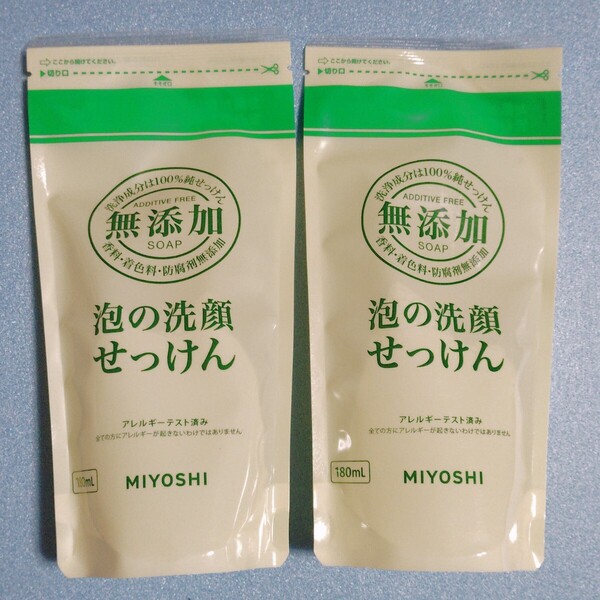 ここから開けてください。
切り口
洗浄成分は100%純せっけん
ADDITIVE FREE
無添加
SOAP
香料・着色料・防腐剤無添加
泡の洗顔
せっけん
アレルギーテスト済み
全ての方にアレルギーが起きないわけではありません
MIYOSHI
ここから開けてください。
切り口
洗浄成分は100%純せっけん
ADDITIVE FREE
無添加
SOAP
香料・着色料・防腐剤無添加
泡の洗顔
せっけん
アレルギーテスト済み
全ての方にアレルギーが起きないわけではありません
180mL
MIYOSHI